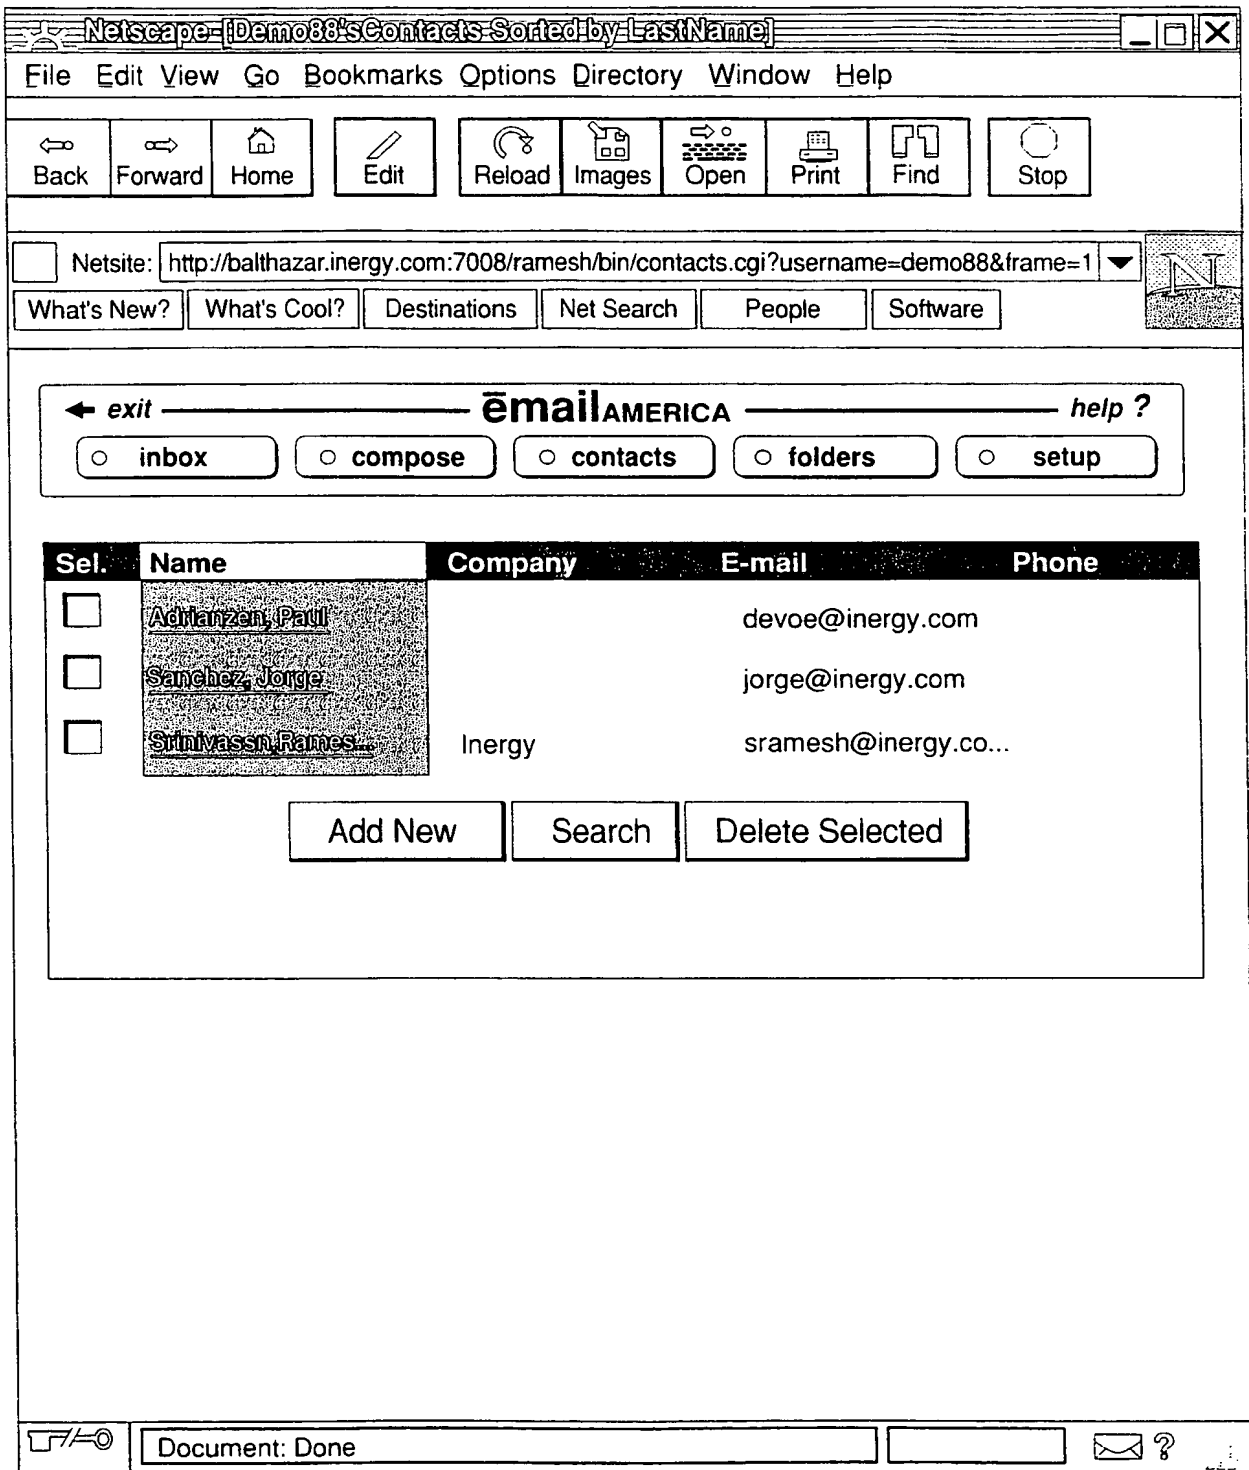 Netscape-[Demo88'sContacts Sorted by LastName]
File Edit View Go Bookmarks Options Directory Window Help
Back Forward Home Edit Reload Images Open Print Find Stop
Netsite: http://balthazar.inergy.com:7008/ramesh/bin/contacts.cgi?username=demo88&frame=1
N
What's New? What's Cool? Destinations Net Search People Software
exit ēmailAMERICA help ?
inbox compose contacts folders setup
Sel. Name Company E-mail Phone
Adrianzen, Paul devoe@inergy.com
Sanchez, Jorge jorge@inergy.com
Srinivassn,Rames... Inergy sramesh@inergy.co...
Add New Search Delete Selected
Document: Done ?